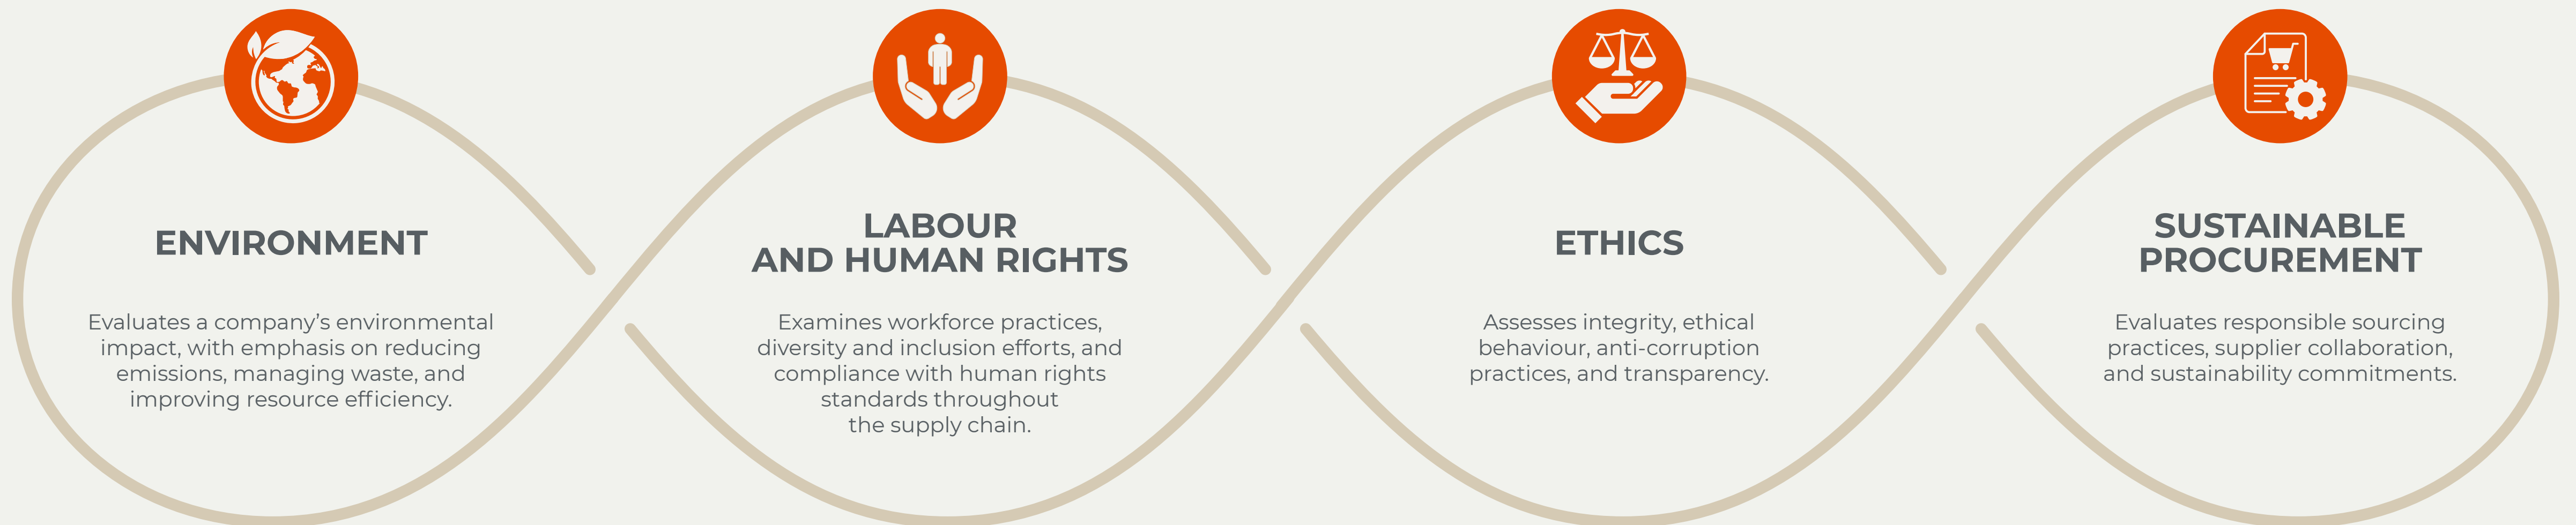 ENVIRONMENT
Evaluates a company’s environmental
impact, with emphasis on reducing
emissions, managing waste, and
improving resource efficiency.
LABOUR
AND HUMAN RIGHTS
Examines workforce practices,
diversity and inclusion efforts, and
compliance with human rights
standards throughout
the supply chain.
ETHICS
Assesses integrity, ethical
behaviour, anti-corruption
practices, and transparency.
SUSTAINABLE
PROCUREMENT
Evaluates responsible sourcing
practices, supplier collaboration,
and sustainability commitments.